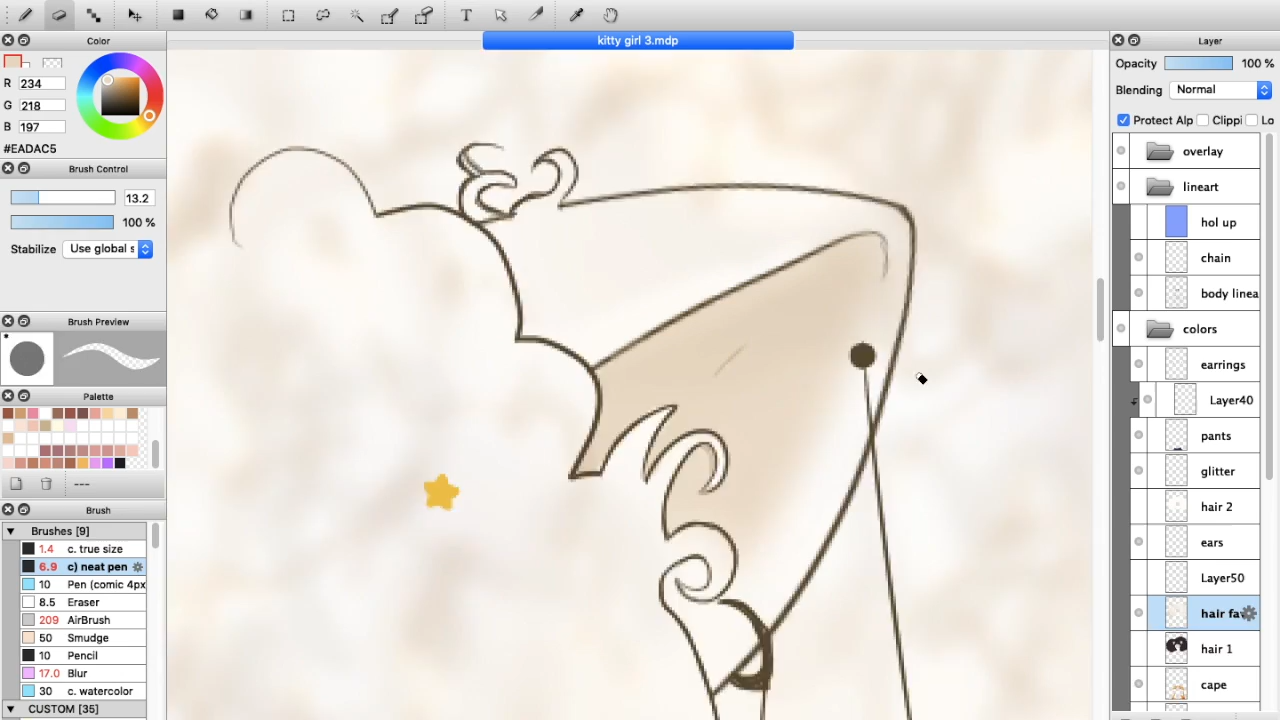 T
kitty girl 3.mdp
Color
R 234
G 218
B 197
#EADAC5
Brush Control
13.2
100 %
Stabilize Use global s
Brush Preview
Palette
---
Brush
Brushes [9]
1.4 c. true size
6.9 c) neat pen
10 Pen (comic 4px
8.5 Eraser
209 AirBrush
50 Smudge
10 Pencil
17.0 Blur
30 c. watercolor
CUSTOM [35]
Layer
Opacity 100 %
Blending Normal
Protect Alp Clippi Lo
overlay
lineart
hol up
chain
body linea
colors
earrings
Layer40
pants
glitter
hair 2
ears
Layer50
hair fa
hair 1
cape